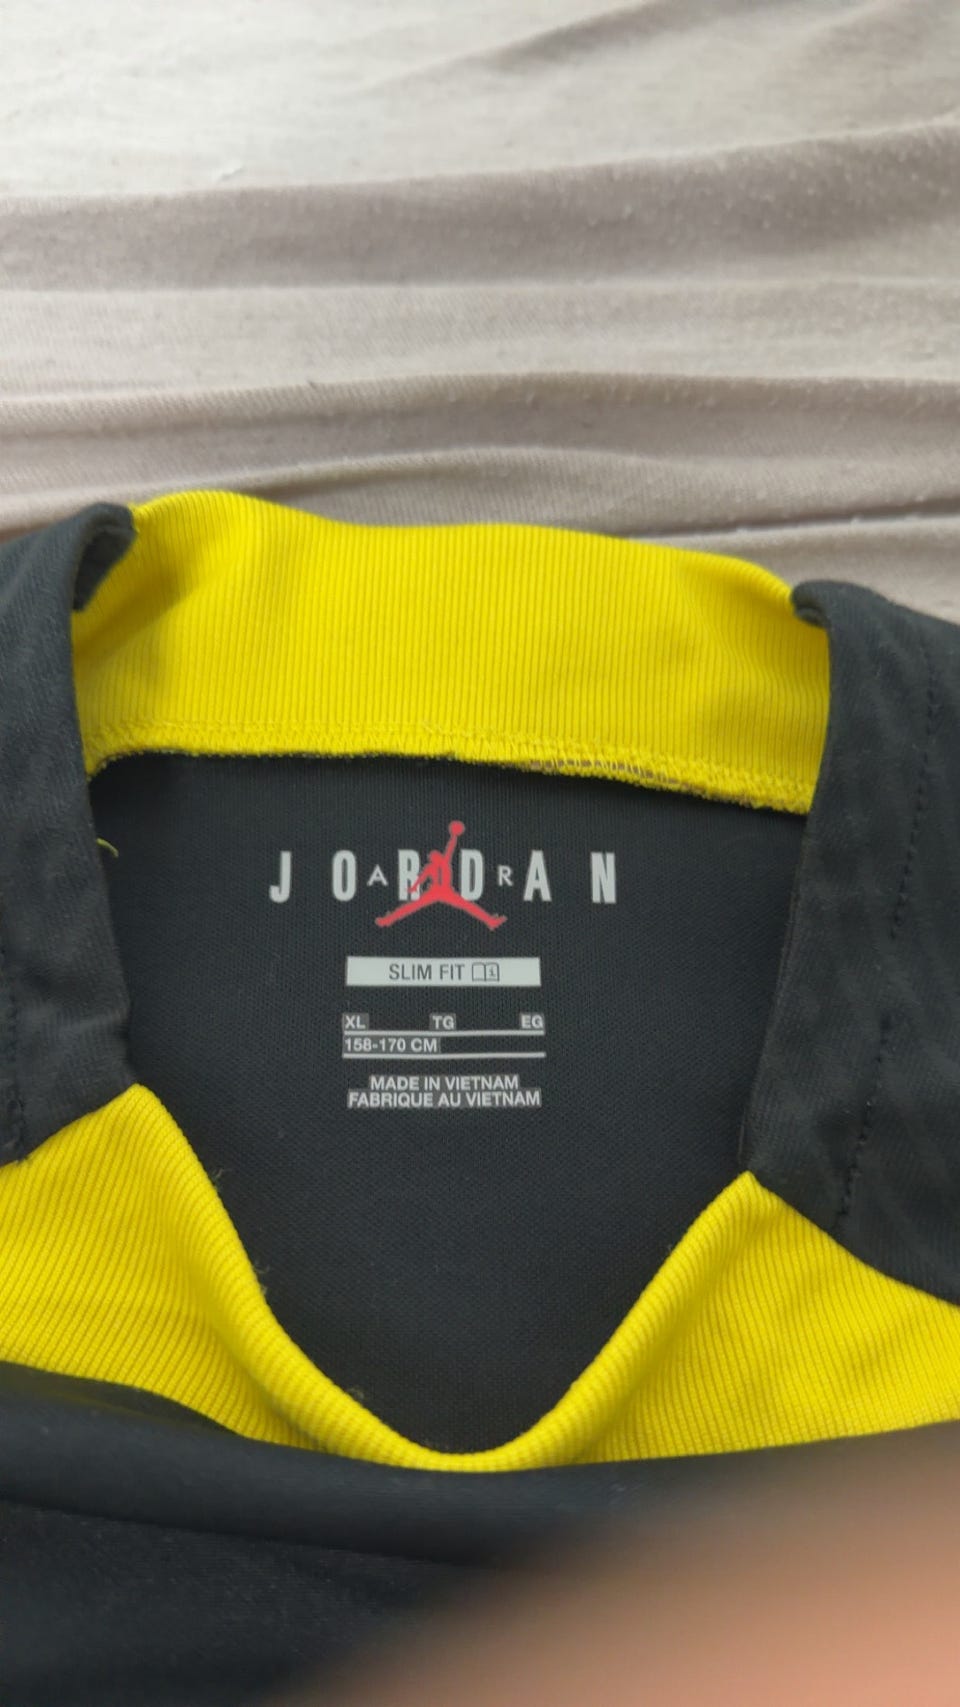 JORDAN
AIR
SLIM FIT
XL TG EG
158-170 CM
MADE IN VIETNAM
FABRIQUE AU VIETNAM